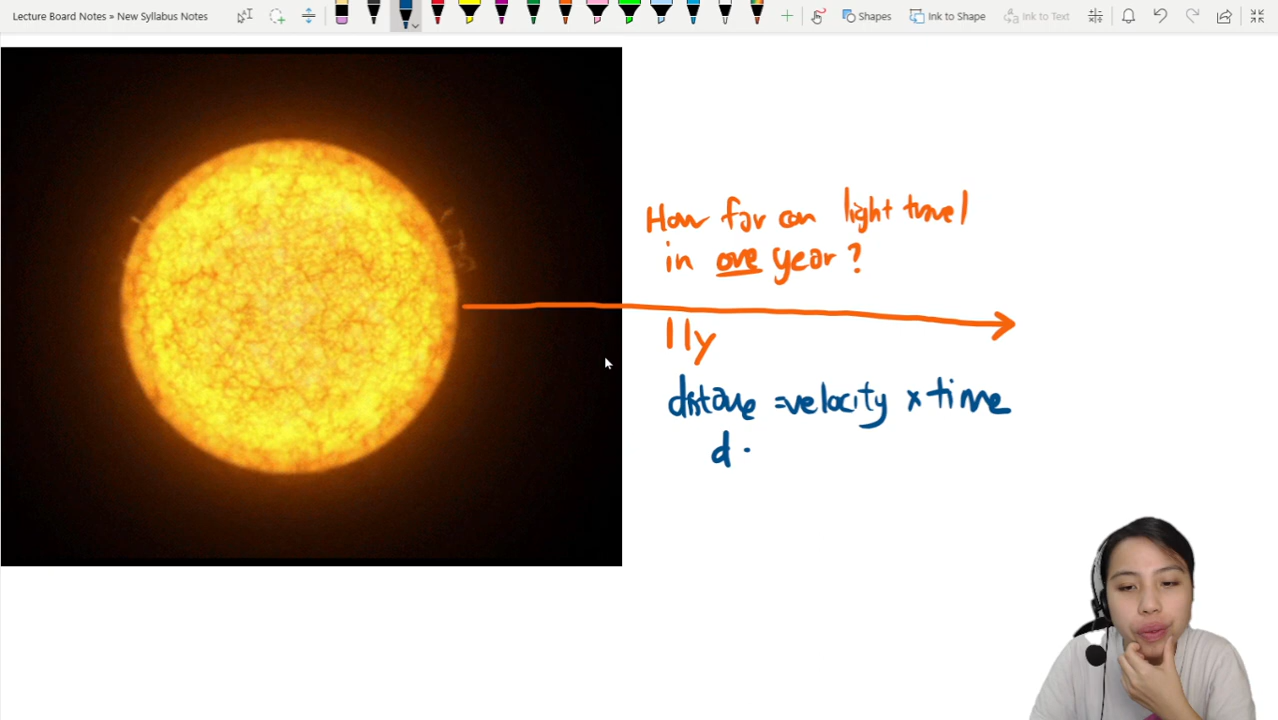 Lecture Board Notes » New Syllabus Notes
Shapes
Ink to Shape
Ink to Text
How far can light travel
in one year?
1 ly
distance = velocity × time
d